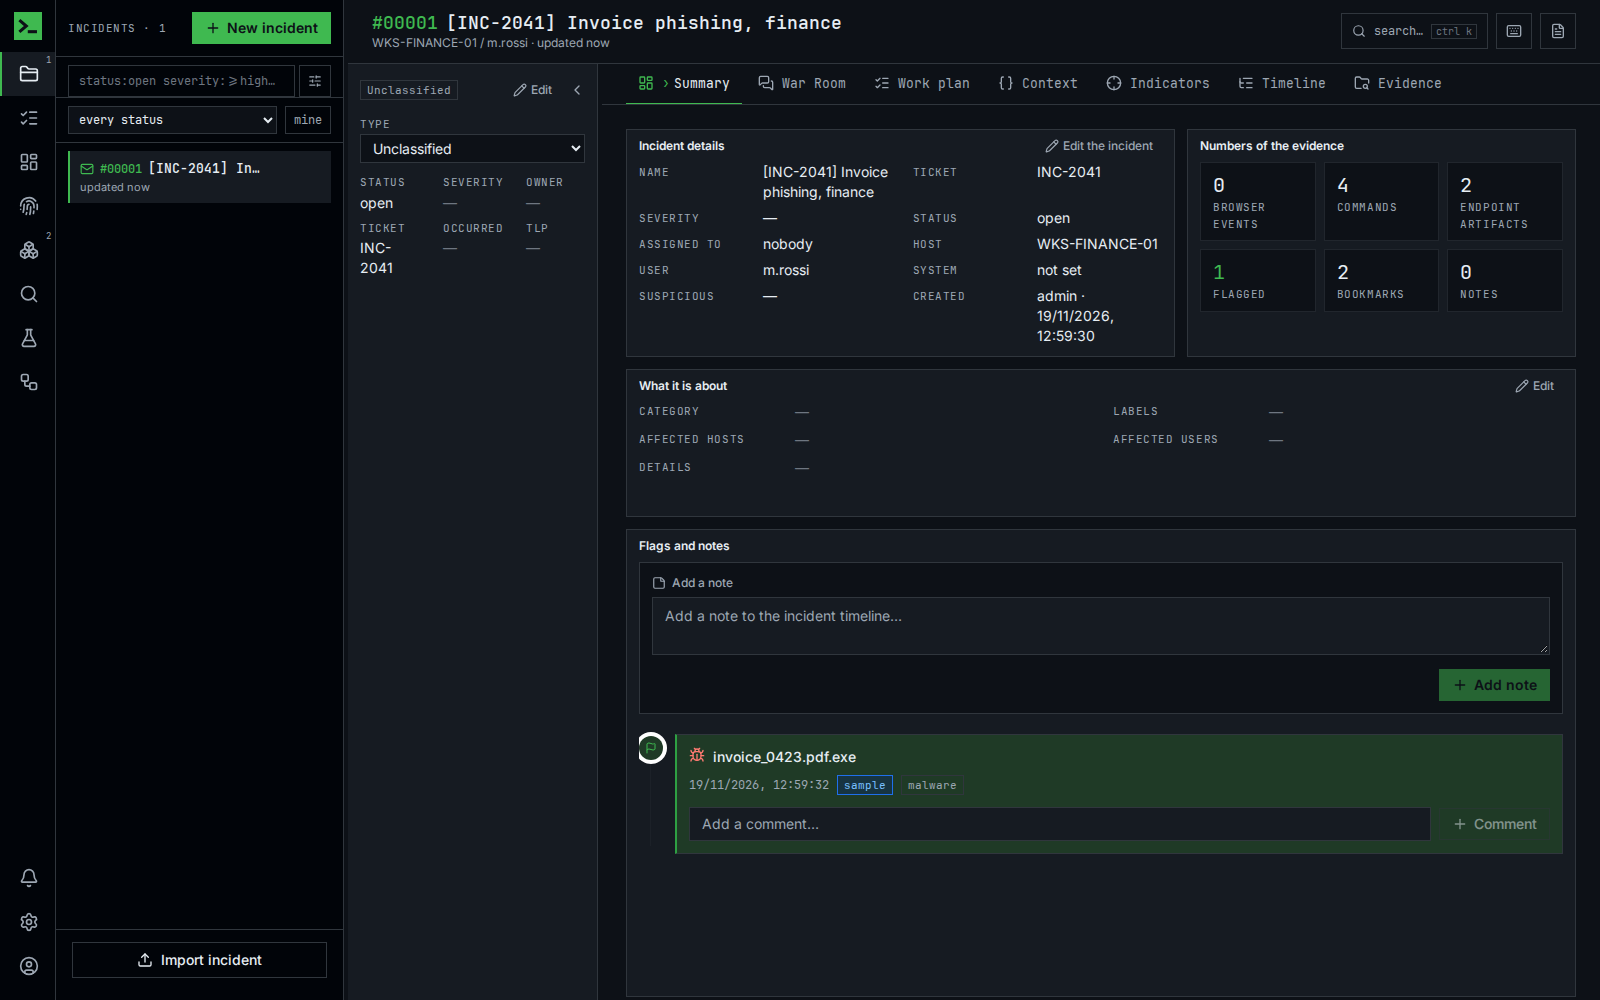 INCIDENTS · 1
+ New incident
1
status:open severity:≥high…
every status
mine
#00001 [INC-2041] In…
updated now
2
Import incident
#00001 [INC-2041] Invoice phishing, finance
WKS-FINANCE-01 / m.rossi · updated now
search… ctrl k
Unclassified
Edit
TYPE
Unclassified
STATUS SEVERITY OWNER
open — —
TICKET OCCURRED TLP
INC-2041 — —
› Summary
War Room
Work plan
Context
Indicators
Timeline
Evidence
Incident details
Edit the incident
NAME [INC-2041] Invoice phishing, finance
TICKET INC-2041
SEVERITY —
STATUS open
ASSIGNED TO nobody
HOST WKS-FINANCE-01
USER m.rossi
SYSTEM not set
SUSPICIOUS —
CREATED admin ·
19/11/2026,
12:59:30
Numbers of the evidence
0
BROWSER
EVENTS
4
COMMANDS
2
ENDPOINT
ARTIFACTS
1
FLAGGED
2
BOOKMARKS
0
NOTES
What it is about
Edit
CATEGORY —
LABELS —
AFFECTED HOSTS —
AFFECTED USERS —
DETAILS —
Flags and notes
Add a note
Add a note to the incident timeline…
+ Add note
invoice_0423.pdf.exe
19/11/2026, 12:59:32 sample malware
Add a comment…
+ Comment